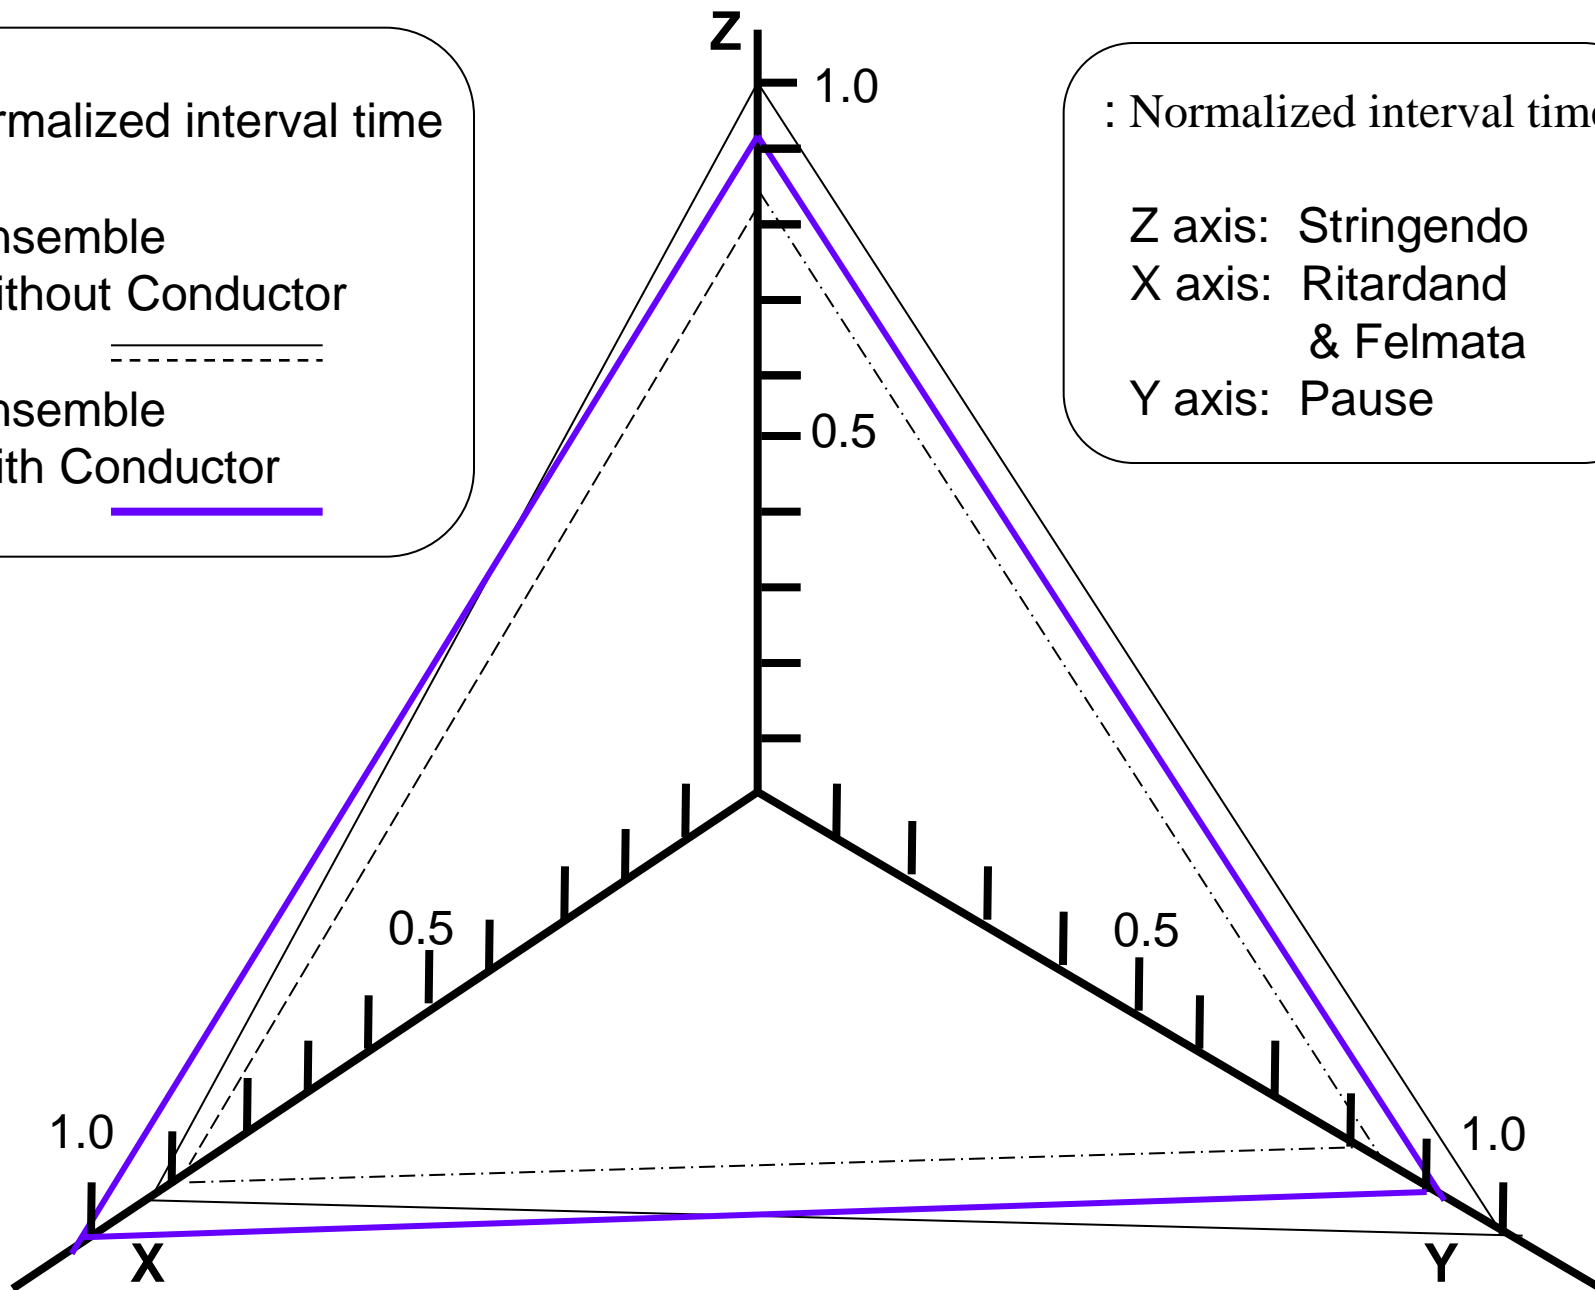 Z
1.0
rmalized interval time
nsemble
ithout Conductor
nsemble
ith Conductor
: Normalized interval time
Z axis: Stringendo
X axis: Ritardand
& Felmata
Y axis: Pause
0.5
0.5
0.5
1.0
1.0
X
Y